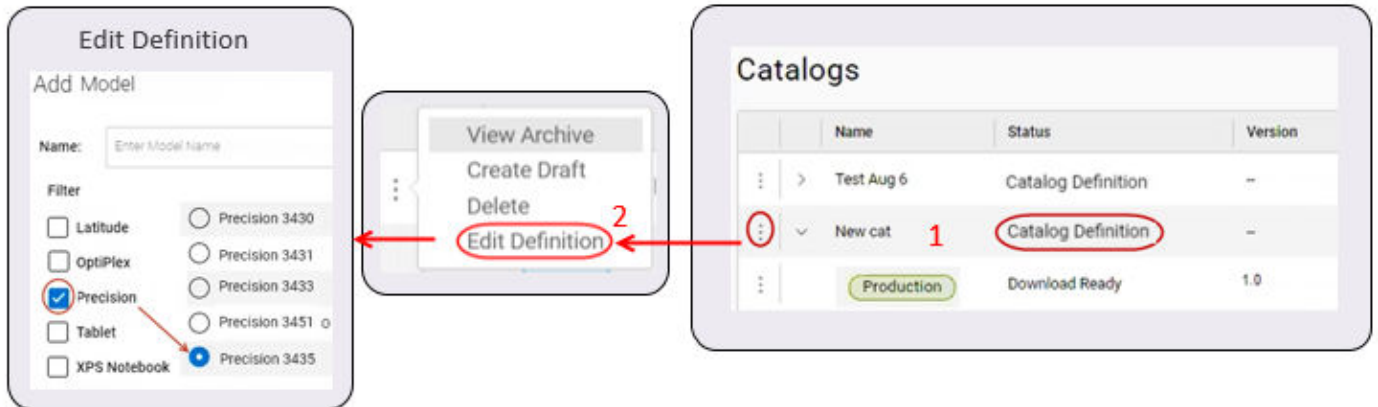 Edit Definition
Add Model
Name: Enter Model Name
Filter
Latitude
OptiPlex
Precision
Tablet
XPS Notebook
Precision 3430
Precision 3431
Precision 3433
Precision 3451 o
Precision 3435
View Archive
Create Draft
Delete
Edit Definition
2
Catalogs
Name Status Version
Test Aug 6 Catalog Definition --
New cat 1 Catalog Definition --
Production Download Ready 1.0